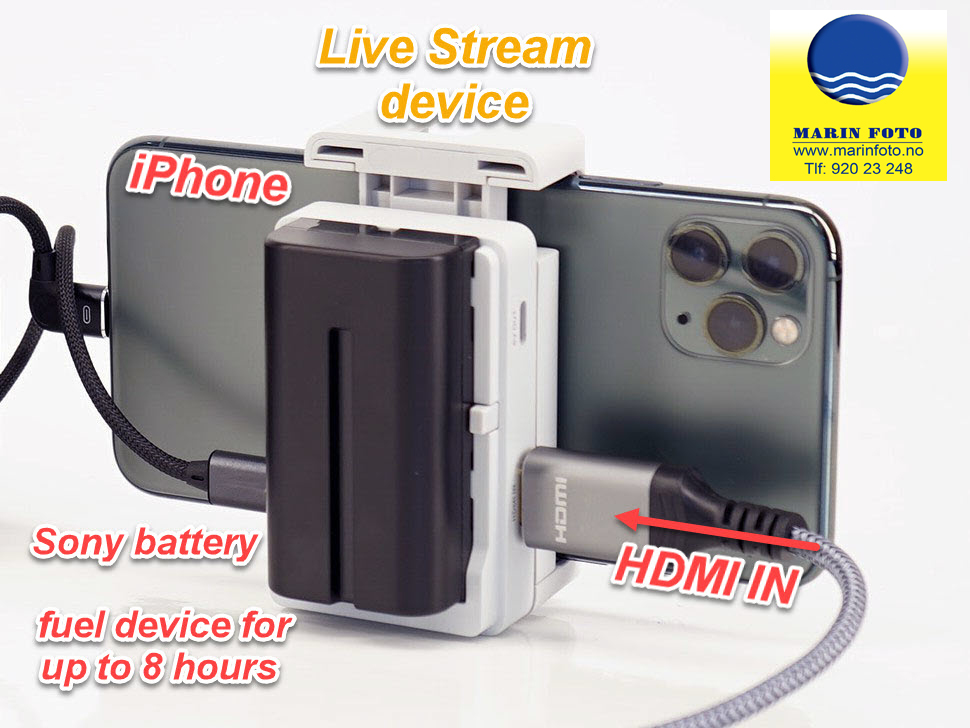 Live Stream
device
MARIN FOTO
www.marinfoto.no
Tlf: 920 23 248
iPhone
HDMI
HDMI IN
Sony battery
fuel device for
up to 8 hours